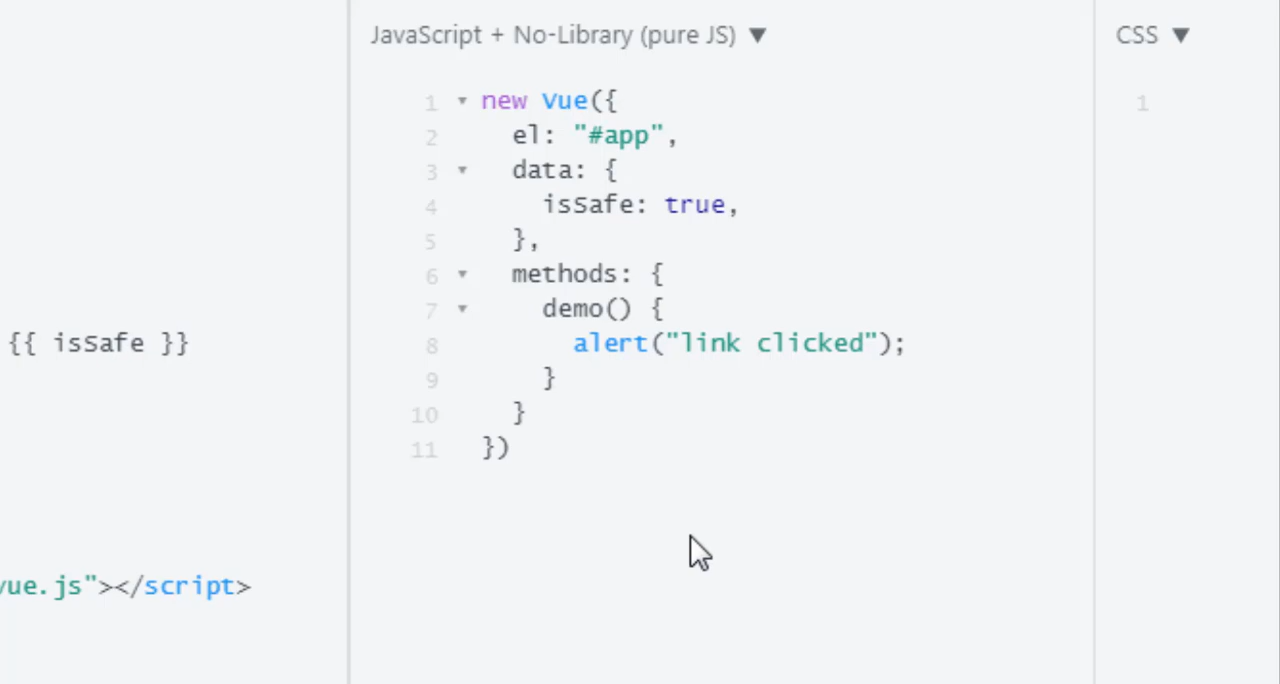 JavaScript + No-Library (pure JS) ▼
CSS ▼
1 ▾ new Vue({
2 el: "#app",
3 ▾ data: {
4 isSafe: true,
5 },
6 ▾ methods: {
7 ▾ demo() {
8 alert("link clicked");
9 }
10 }
11 })
1
{{ isSafe }}
vue.js"></script>